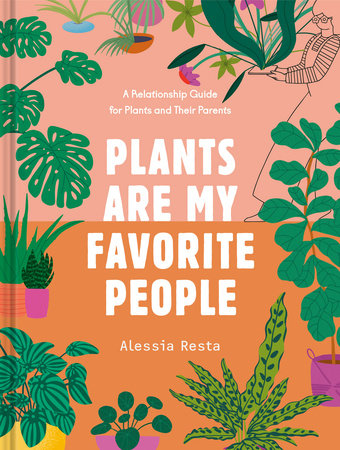 A Relationship Guide
for Plants and Their Parents
PLANTS
ARE MY
FAVORITE
PEOPLE
Alessia Resta